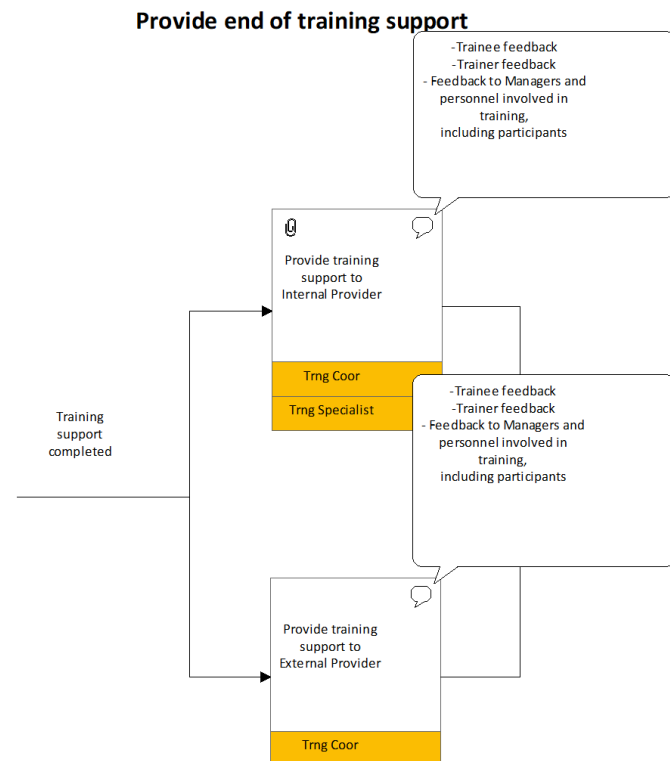 Provide end of training support
-Trainee feedback
-Trainer feedback
- Feedback to Managers and
personnel involved in
training,
including participants
Provide training
support to
Internal Provider
Trng Coor
Trng Specialist
Training
support
completed
-Trainee feedback
-Trainer feedback
- Feedback to Managers and
personnel involved in
training,
including participants
Provide training
support to
External Provider
Trng Coor